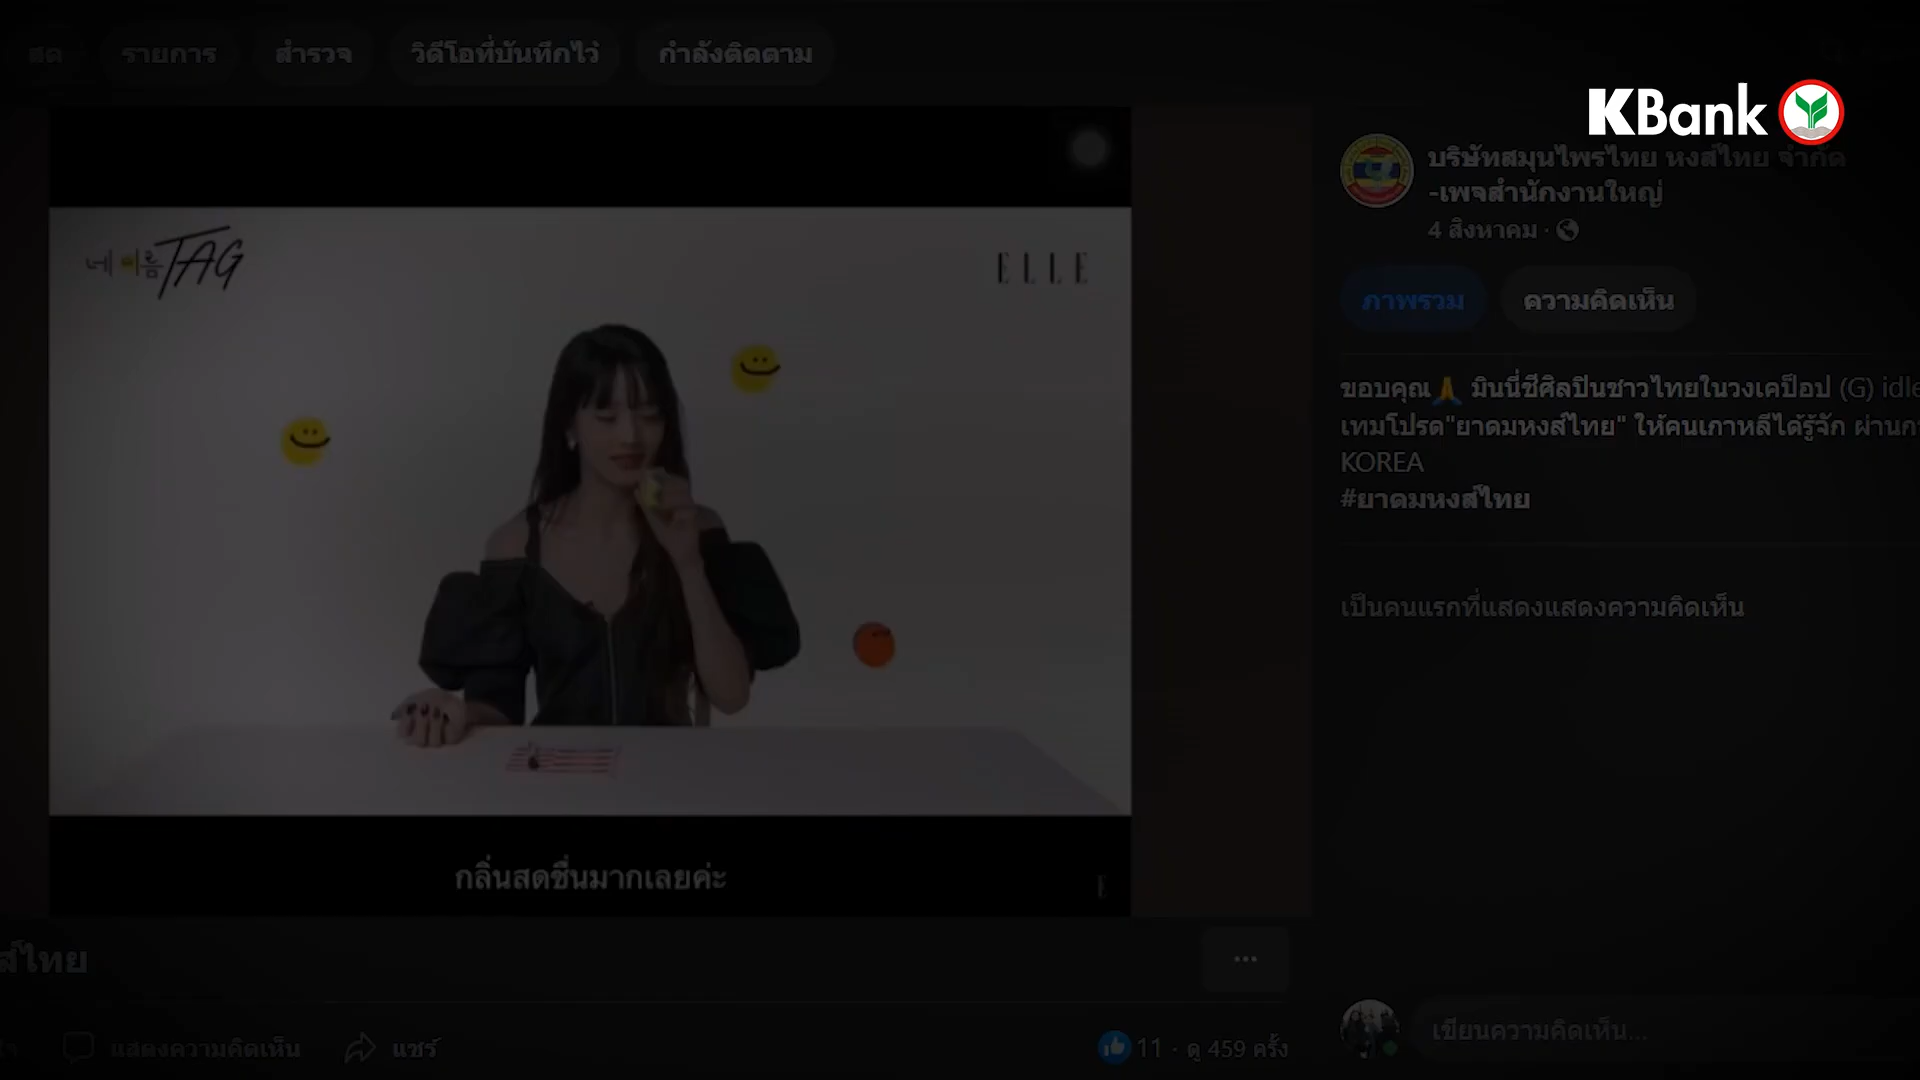 สด
รายการ
สำรวจ
วิดีโอที่บันทึกไว้
กำลังติดตาม
KBank
네 이름 TAG
ELLE
บริษัทสมุนไพรไทย หงส์ไทย จำกัด
-เพจสำนักงานใหญ่
4 สิงหาคม ·
ภาพรวม
ความคิดเห็น
ขอบคุณ🙏 มินนี่ชีศิลปินชาวไทยในวงเคป็อป (G) idle
เทมโปรด"ยาดมหงส์ไทย" ให้คนเกาหลีได้รู้จัก
KOREA
#ยาดมหงส์ไทย
เป็นคนแรกที่แสดงแสดงความคิดเห็น
กลิ่นสดชื่นมากเลยค่ะ
E
ส์ไทย
...
แสดงความคิดเห็น
แชร์
11 · ดู 459 ครั้ง
เขียนความคิดเห็น...